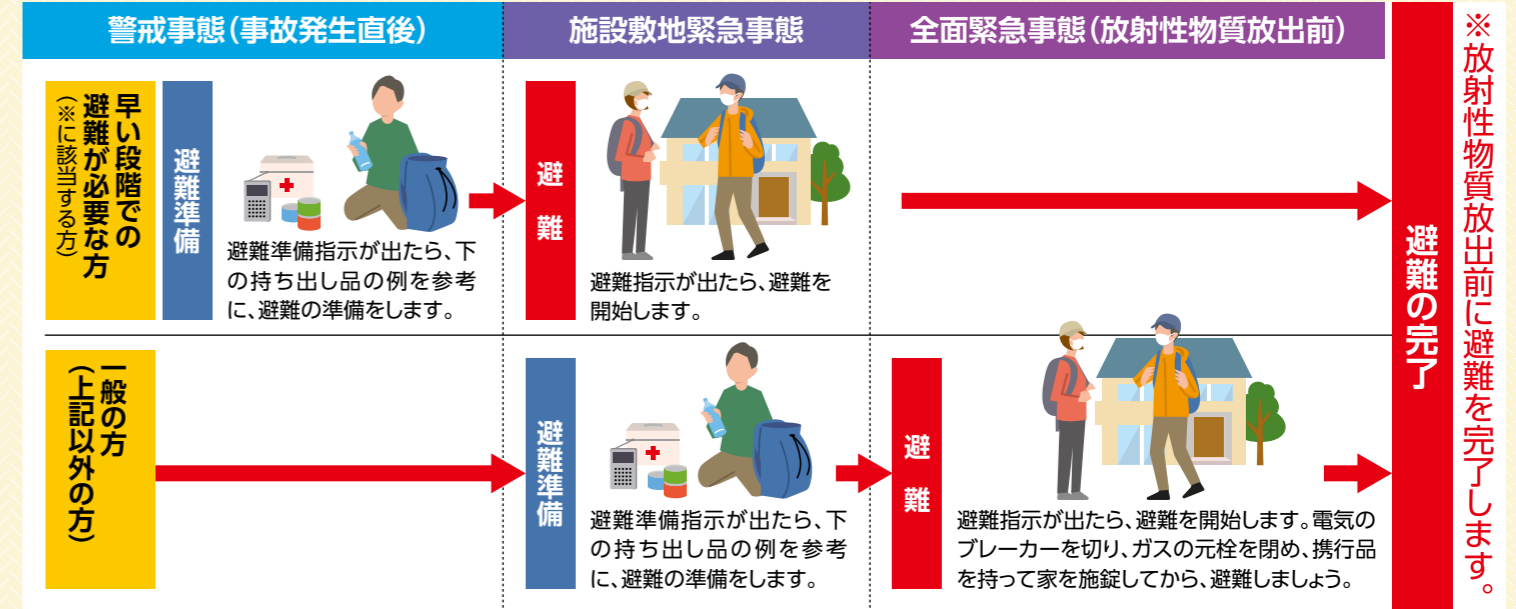 警戒事態(事故発生直後)
施設敷地緊急事態
全面緊急事態(放射性物質放出前)
早い段階での
避難が必要な方
(※に該当する方)
避難準備
避難準備指示が出たら、下
の持ち出し品の例を参考
に、避難の準備をします。
避難
避難指示が出たら、避難を
開始します。
一般の方
(上記以外の方)
避難準備
避難準備指示が出たら、下
の持ち出し品の例を参考
に、避難の準備をします。
避難
避難指示が出たら、避難を開始します。電気の
ブレーカーを切り、ガスの元栓を閉め、携行品
を持って家を施錠してから、避難しましょう。
避難の完了
※放射性物質放出前に避難を完了します。